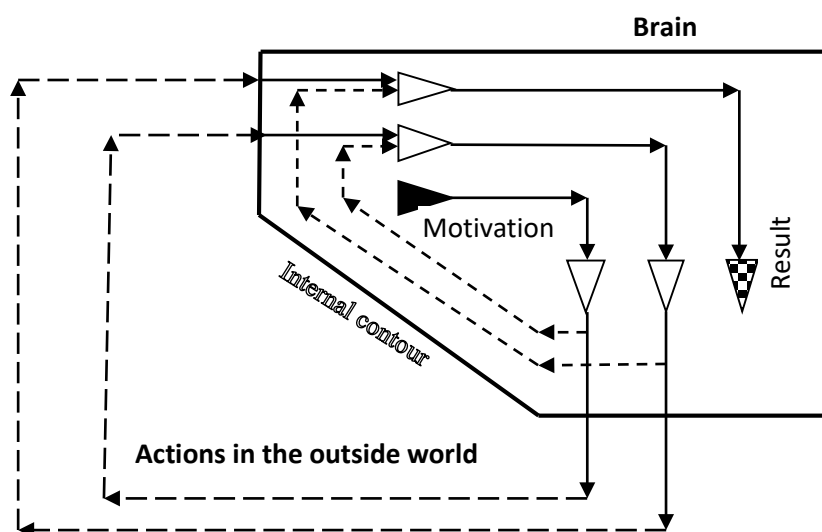 Brain
Motivation
Result
Internal contour
Actions in the outside world